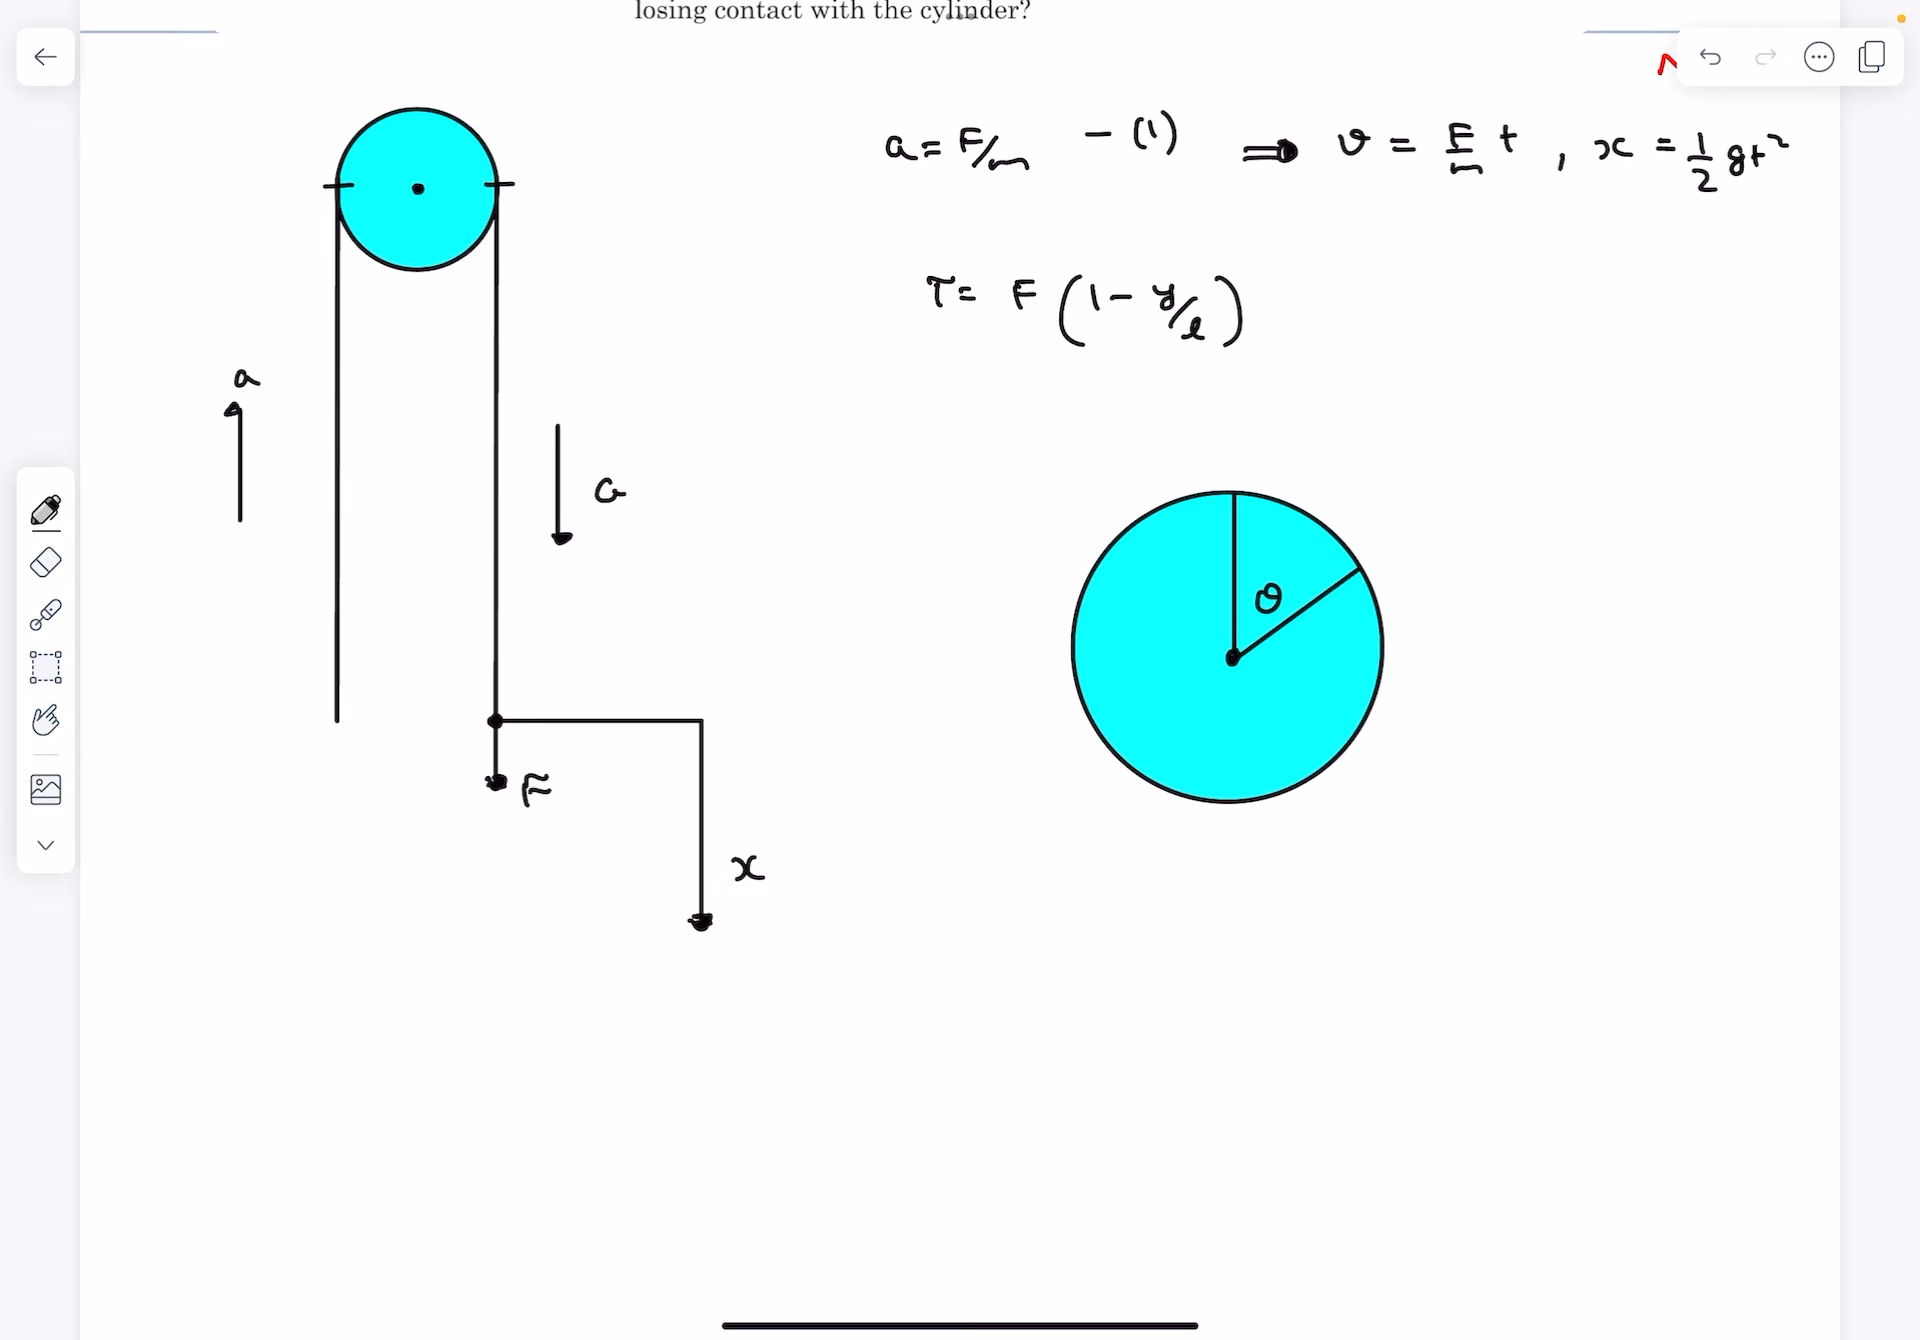 losing contact with the cylinder?
a = F/m - (1) ⇒ v = F/m t , x = 1/2 gt²
T = F (1 - y/l)
a
G
θ
F
x